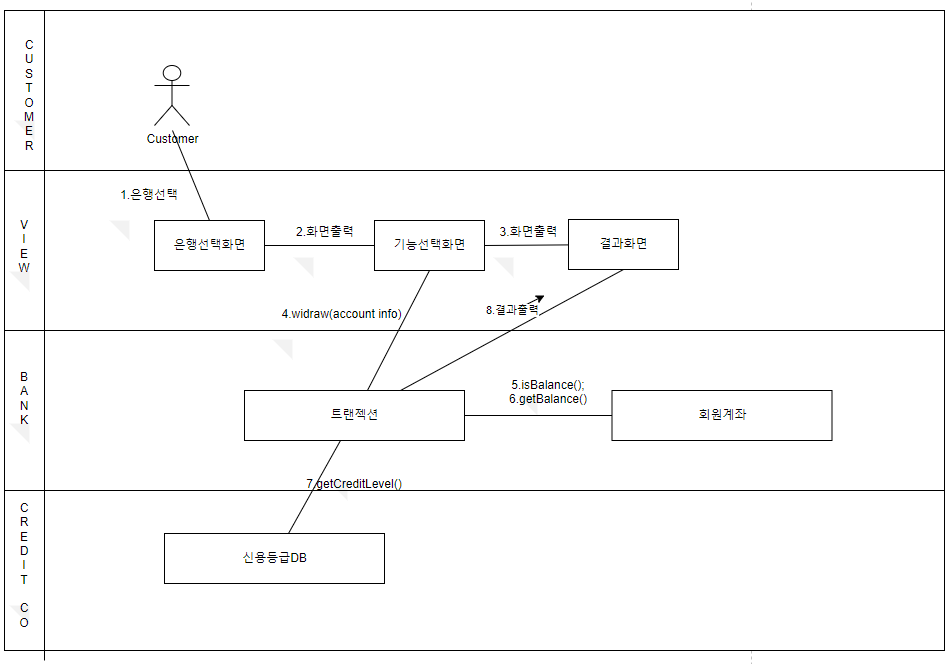 CUSTOMER
Customer
VIEW
1.은행선택
은행선택화면
2.화면출력
기능선택화면
3.화면출력
결과화면
4.widraw(account info)
8.결과출력
BANK
트랜젝션
5.isBalance();
6.getBalance()
회원계좌
7.getCreditLevel()
CREDIT CO
신용등급DB